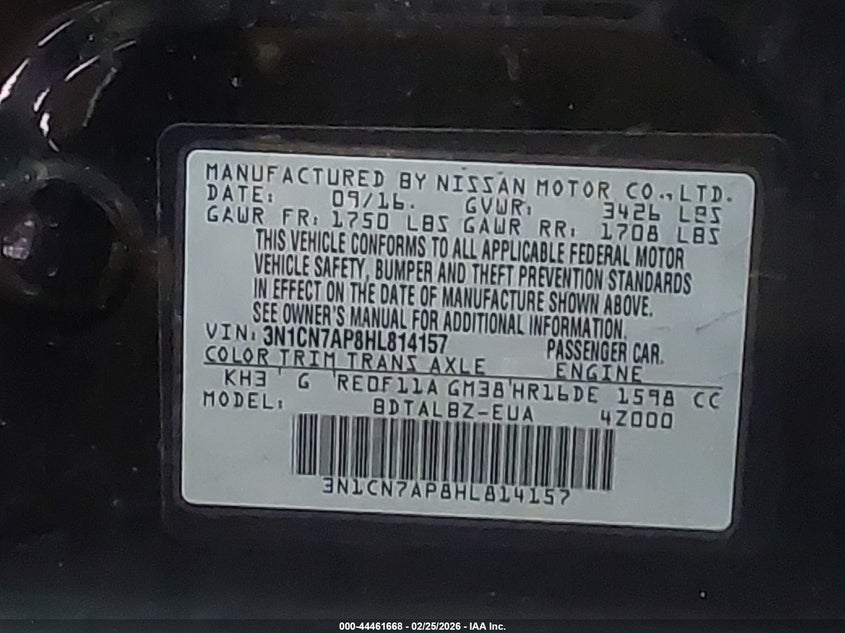 MANUFACTURED BY NISSAN MOTOR CO., LTD.
DATE: 09/16. GVWR: 3426 LBS
GAWR FR: 1750 LBS GAWR RR: 1708 LBS
THIS VEHICLE CONFORMS TO ALL APPLICABLE FEDERAL MOTOR
VEHICLE SAFETY, BUMPER AND THEFT PREVENTION STANDARDS
IN EFFECT ON THE DATE OF MANUFACTURE SHOWN ABOVE.
SEE OWNER'S MANUAL FOR ADDITIONAL INFORMATION.
VIN: 3N1CN7AP8HL814157 PASSENGER CAR.
COLOR TRIM TRANS AXLE ENGINE
KH3 G RE0F11A GM38 HR16DE 1598 CC
MODEL: BDTALBZ-EUA 4Z000
3N1CN7AP8HL814157
000-44461668 - 02/25/2026 - IAA Inc.